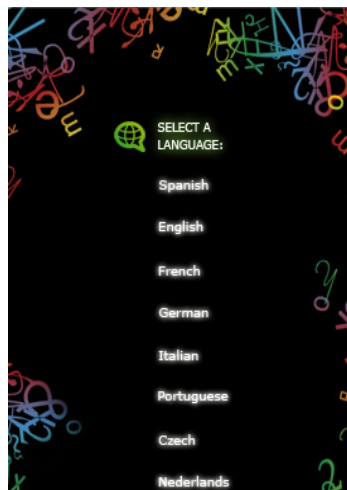 SELECT A
LANGUAGE:
Spanish
English
French
German
Italian
Portuguese
Czech
Nederlands